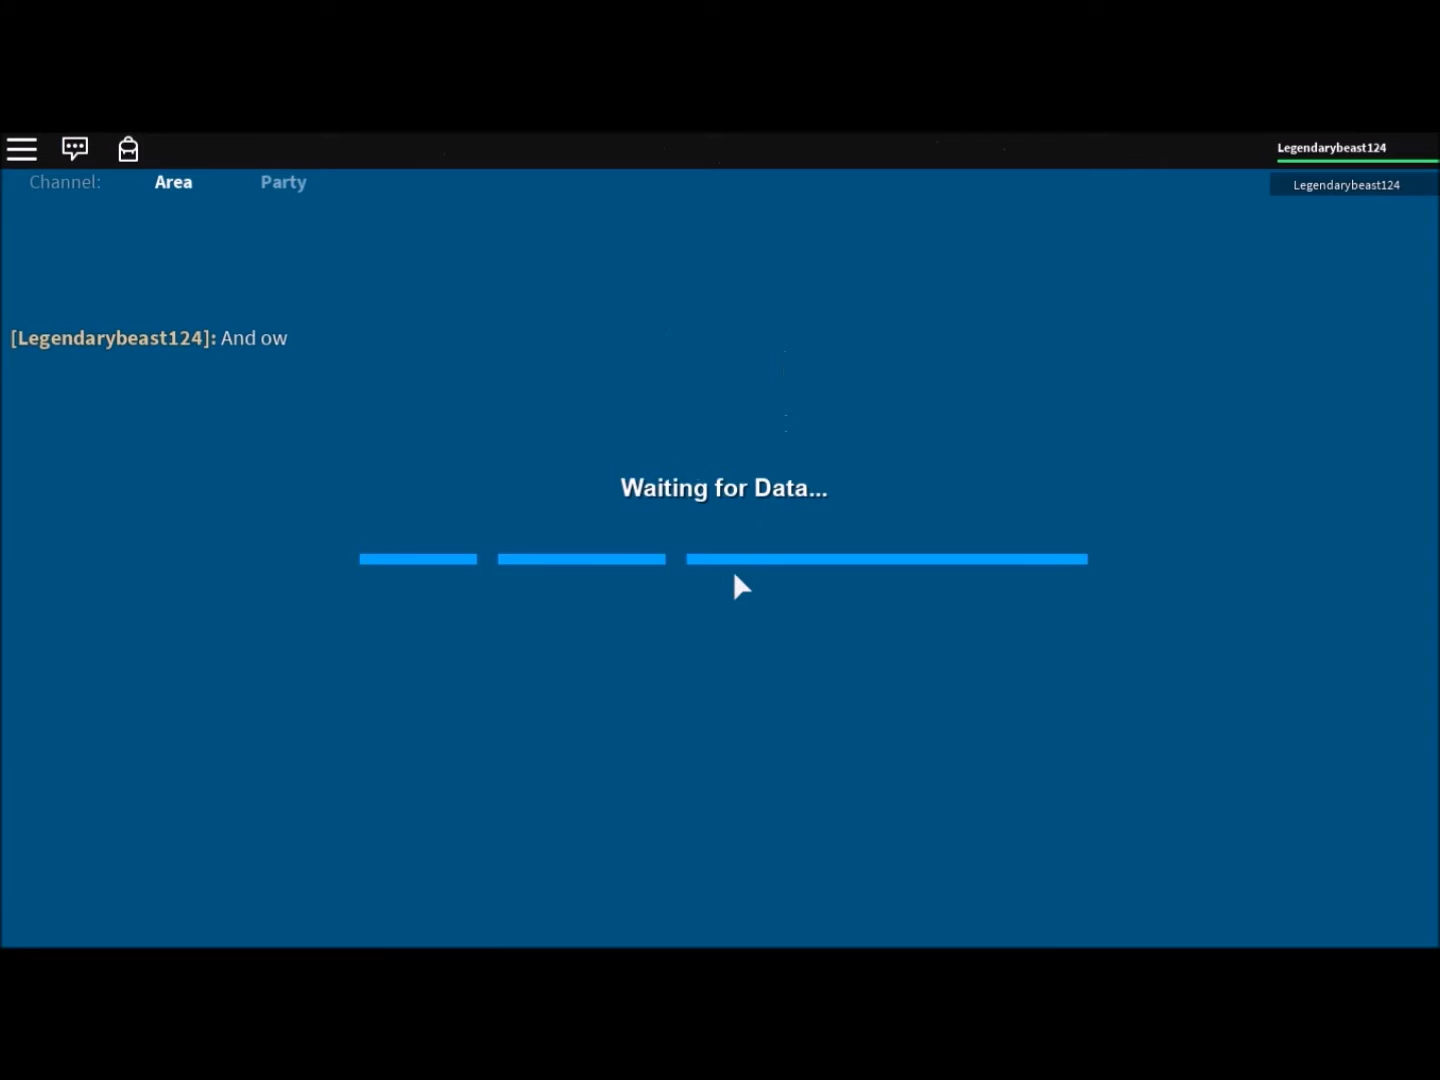 Legendarybeast124
Channel: Area Party
Legendarybeast124
[Legendarybeast124]: And ow
Waiting for Data...